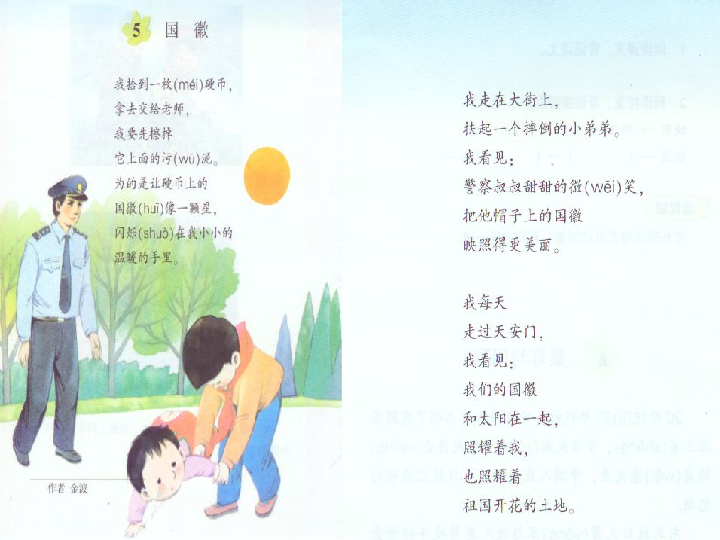 5 国 徽
我拾到一枚(méi)硬币，
拿去交给老师，
我要先擦掉
它上面的污(wū)泥。
为的是让硬币上的
国徽(huī)像一颗星，
闪烁(shuò)在我小小的
温暖的手里。
作者 金波
我走在大街上，
扶起一个摔倒的小弟弟。
我看见：
警察叔叔甜甜的微(wēi)笑，
把他帽子上的国徽
映照得更美丽。
我每天
走过天安门，
我看见：
我们的国徽
和太阳在一起，
照耀着我，
也照耀着
祖国开花的土地。